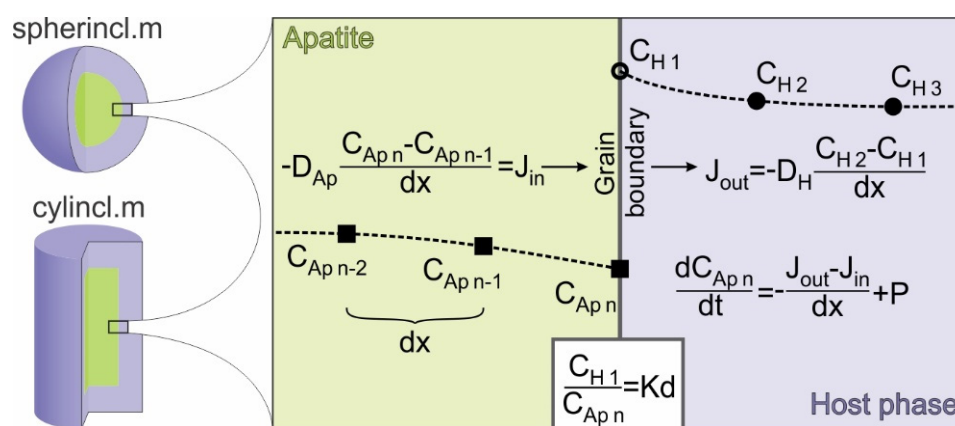 spherincl.m
cylincl.m
Apatite
-D_Ap (C_Ap n-C_Ap n-1)/dx=J_in
C_Ap n-2
C_Ap n-1
C_Ap n
dx
Grain
boundary
C_H 1
C_H 2
C_H 3
J_out=-D_H (C_H 2-C_H 1)/dx
dC_Ap n/dt=-(J_out-J_in)/dx+P
C_H 1/C_Ap n=Kd
Host phase